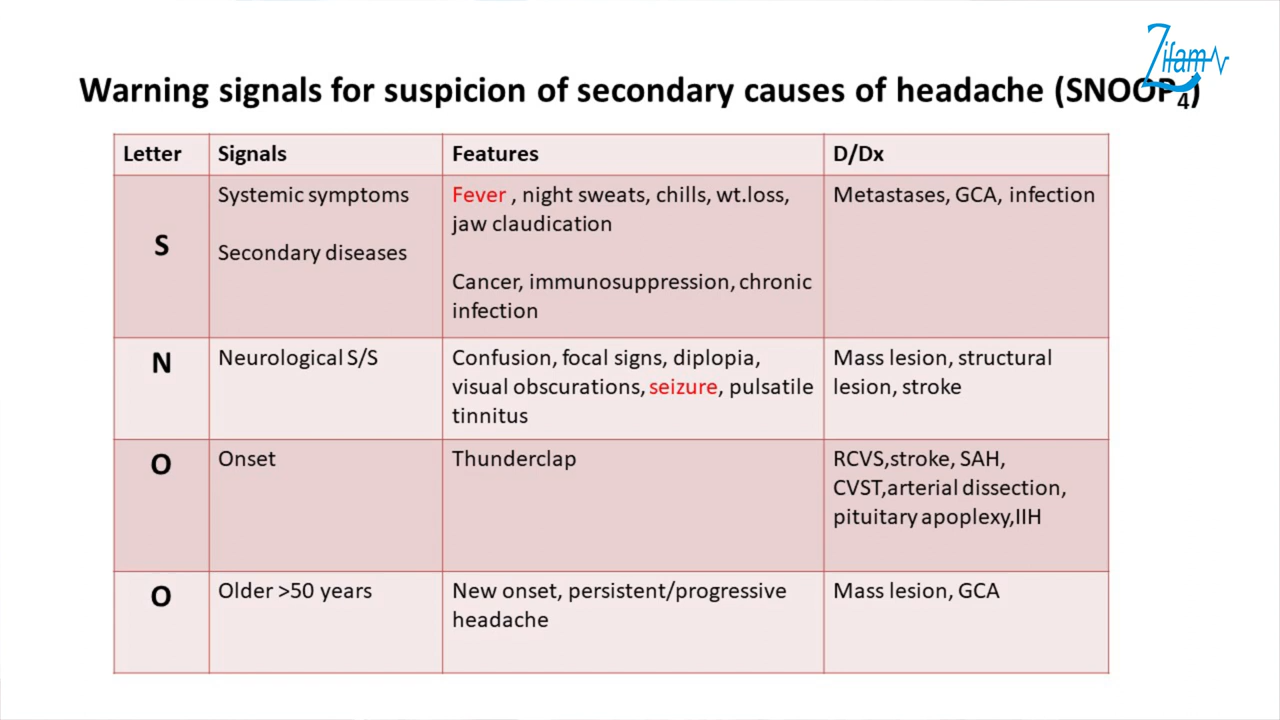 Zifam
Warning signals for suspicion of secondary causes of headache (SNOOP4)
Letter Signals Features D/Dx
S
Systemic symptoms
Secondary diseases
Fever , night sweats, chills, wt.loss,
jaw claudication
Cancer, immunosuppression, chronic
infection
Metastases, GCA, infection
N
Neurological S/S
Confusion, focal signs, diplopia,
visual obscurations, seizure, pulsatile
tinnitus
Mass lesion, structural
lesion, stroke
O
Onset
Thunderclap
RCVS,stroke, SAH,
CVST,arterial dissection,
pituitary apoplexy,IIH
O
Older >50 years
New onset, persistent/progressive
headache
Mass lesion, GCA